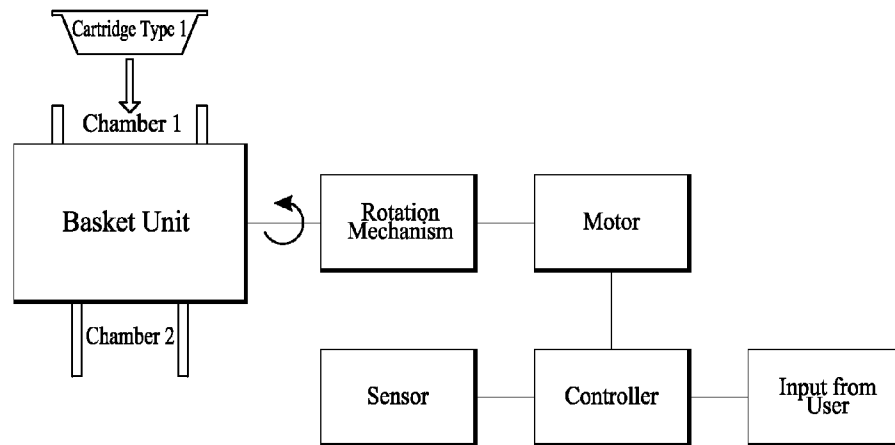 Cartridge Type 1
Chamber 1
Basket Unit
Rotation
Mechanism
Motor
Chamber 2
Sensor
Controller
Input from
User